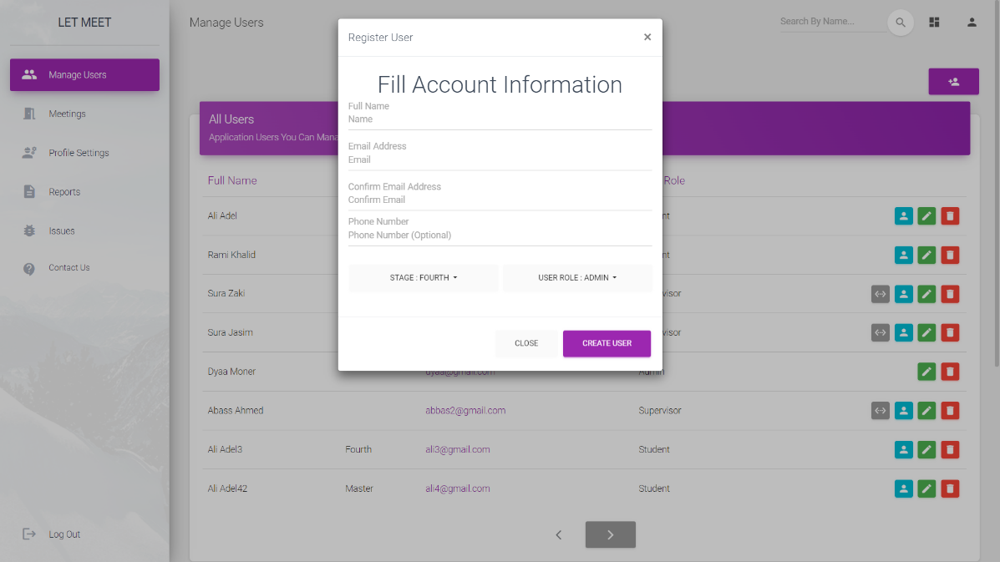 LET MEET
Manage Users
Meetings
Profile Settings
Reports
Issues
Contact Us
Log Out
Manage Users
Search By Name...
Register User
×
Fill Account Information
Full Name
Name
Email Address
Email
Confirm Email Address
Confirm Email
Phone Number
Phone Number (Optional)
STAGE : FOURTH
USER ROLE : ADMIN
CLOSE
CREATE USER
All Users
Application Users You Can Mana
Full Name Role
Ali Adel nt
Rami Khalid nt
Sura Zaki visor
Sura Jasim visor
Dyaa Moner dyaa@gmail.com Admin
Abass Ahmed abbas2@gmail.com Supervisor
Ali Adel3 Fourth ali3@gmail.com Student
Ali Adel42 Master ali4@gmail.com Student